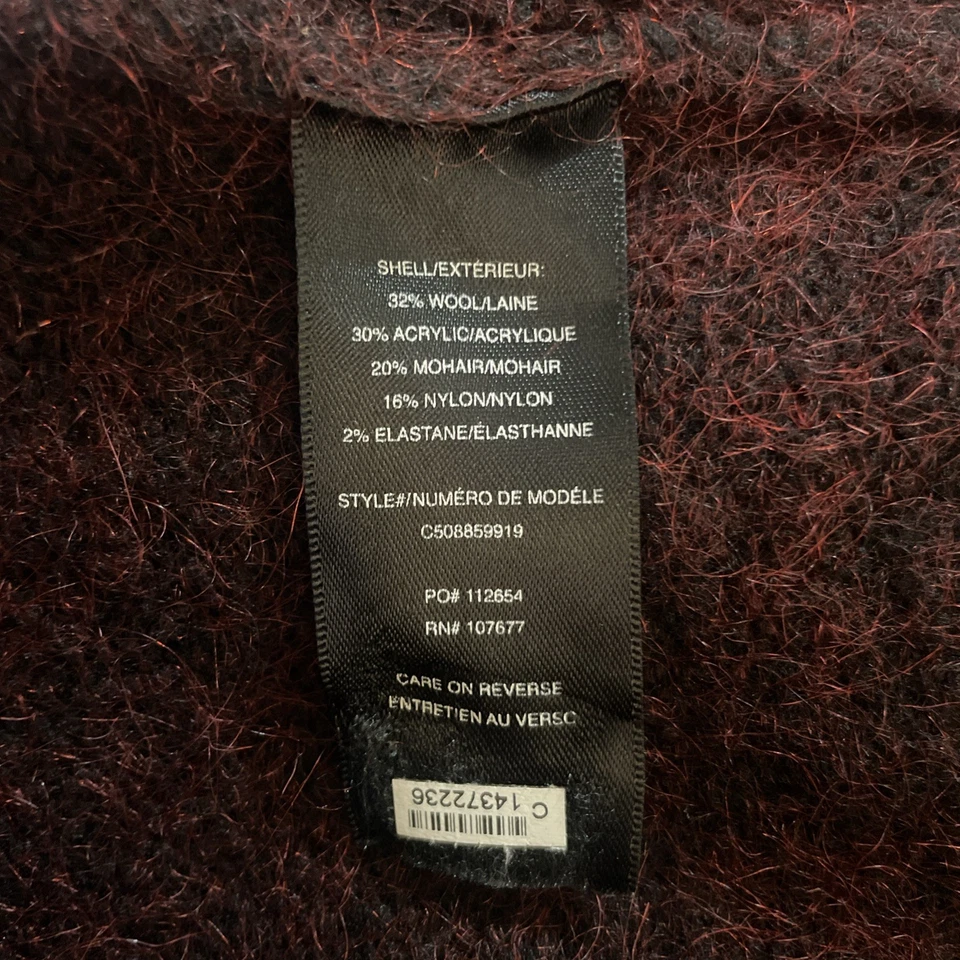 SHELL/EXTÉRIEUR:
32% WOOL/LAINE
30% ACRYLIC/ACRYLIQUE
20% MOHAIR/MOHAIR
16% NYLON/NYLON
2% ELASTANE/ÉLASTHANNE
STYLE#/NUMÉRO DE MODÉLE
C508859919
PO# 112654
RN# 107677
CARE ON REVERSE
ENTRETIEN AU VERSO
C 14372236